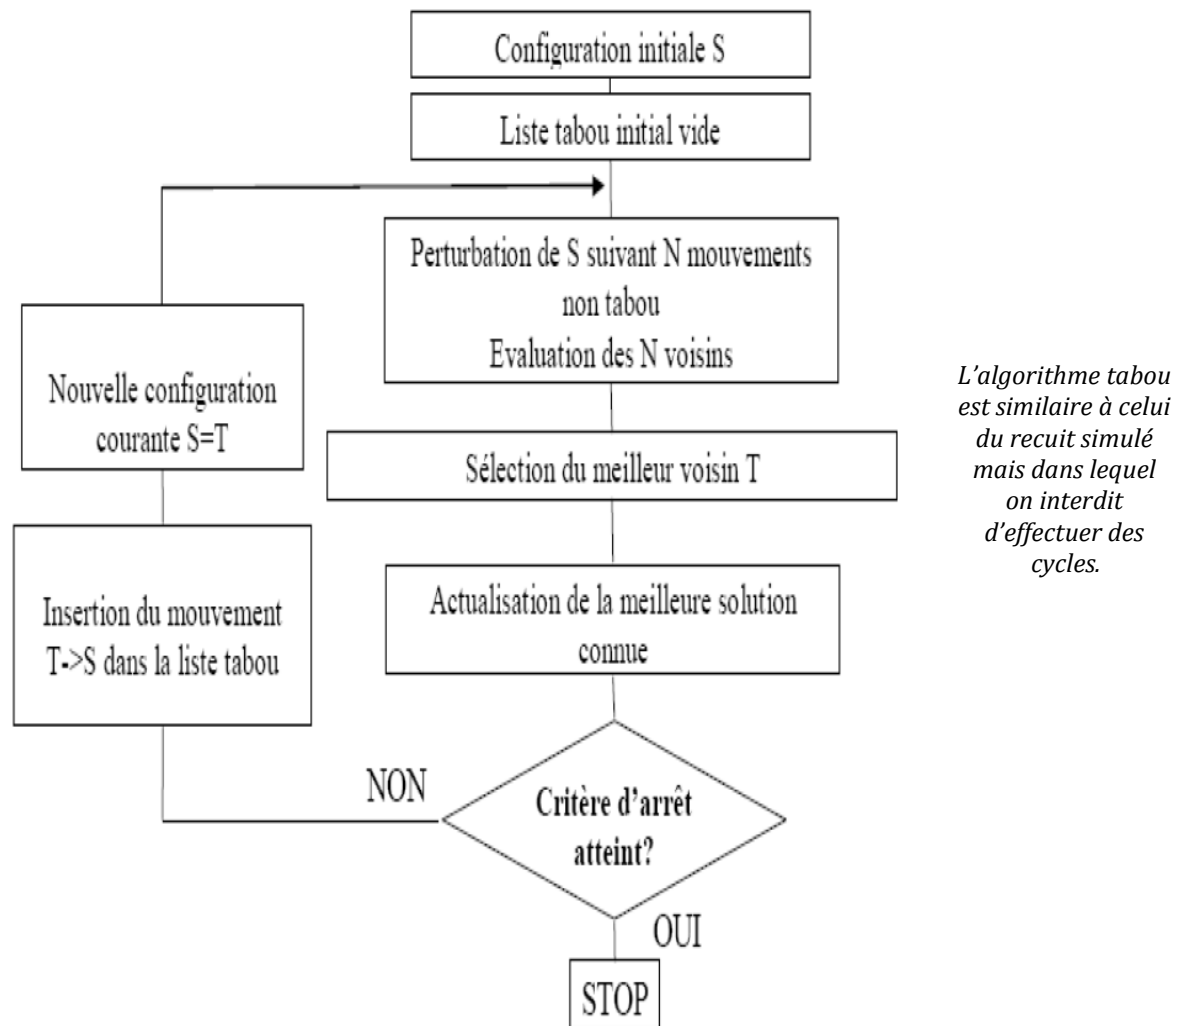 Configuration initiale S
Liste tabou initial vide
Perturbation de S suivant N mouvements
non tabou
Evaluation des N voisins
Nouvelle configuration
courante S=T
Sélection du meilleur voisin T
L’algorithme tabou
est similaire à celui
du recuit simulé
mais dans lequel
on interdit
d’effectuer des
cycles.
Insertion du mouvement
T->S dans la liste tabou
Actualisation de la meilleure solution
connue
NON
Critère d’arrêt
atteint?
OUI
STOP